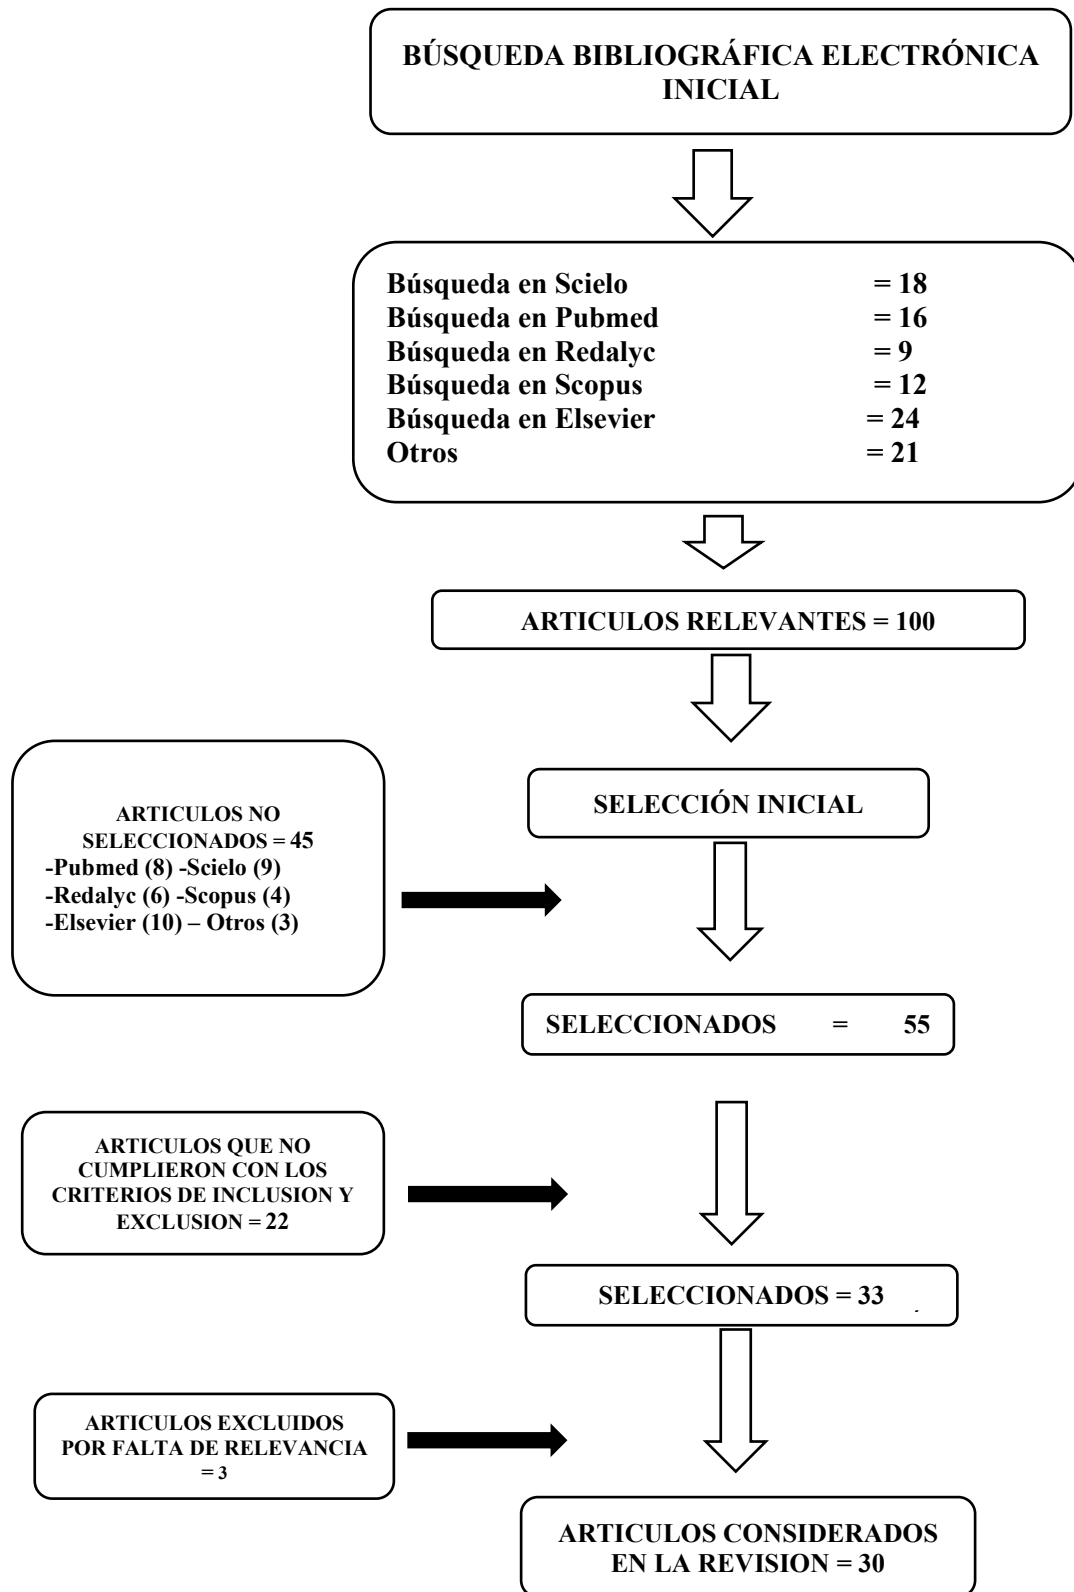 BÚSQUEDA BIBLIOGRÁFICA ELECTRÓNICA
INICIAL
Búsqueda en Scielo = 18
Búsqueda en Pubmed = 16
Búsqueda en Redalyc = 9
Búsqueda en Scopus = 12
Búsqueda en Elsevier = 24
Otros = 21
ARTICULOS RELEVANTES = 100
SELECCIÓN INICIAL
ARTICULOS NO
SELECCIONADOS = 45
-Pubmed (8) -Scielo (9)
-Redalyc (6) -Scopus (4)
-Elsevier (10) – Otros (3)
SELECCIONADOS = 55
ARTICULOS QUE NO
CUMPLIERON CON LOS
CRITERIOS DE INCLUSION Y
EXCLUSION = 22
SELECCIONADOS = 33
ARTICULOS EXCLUIDOS
POR FALTA DE RELEVANCIA
= 3
ARTICULOS CONSIDERADOS
EN LA REVISION = 30